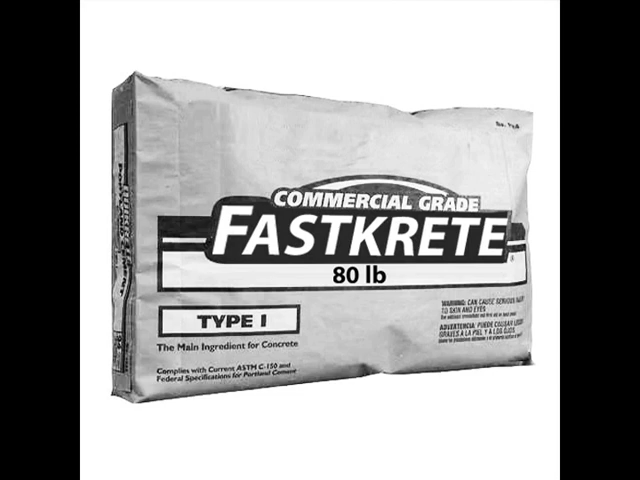 COMMERCIAL GRADE
FASTKRETE
80 lb
TYPE I
The Main Ingredient for Concrete
Complies with Current ASTM C-150 and
Federal Specifications for Portland Cement
WARNING: CAN CAUSE SERIOUS
TO SKIN AND EYES
ADVERTENCIA: PUEDE CAUSAR
GRAVES A LA PIEL Y A LOS OJOS